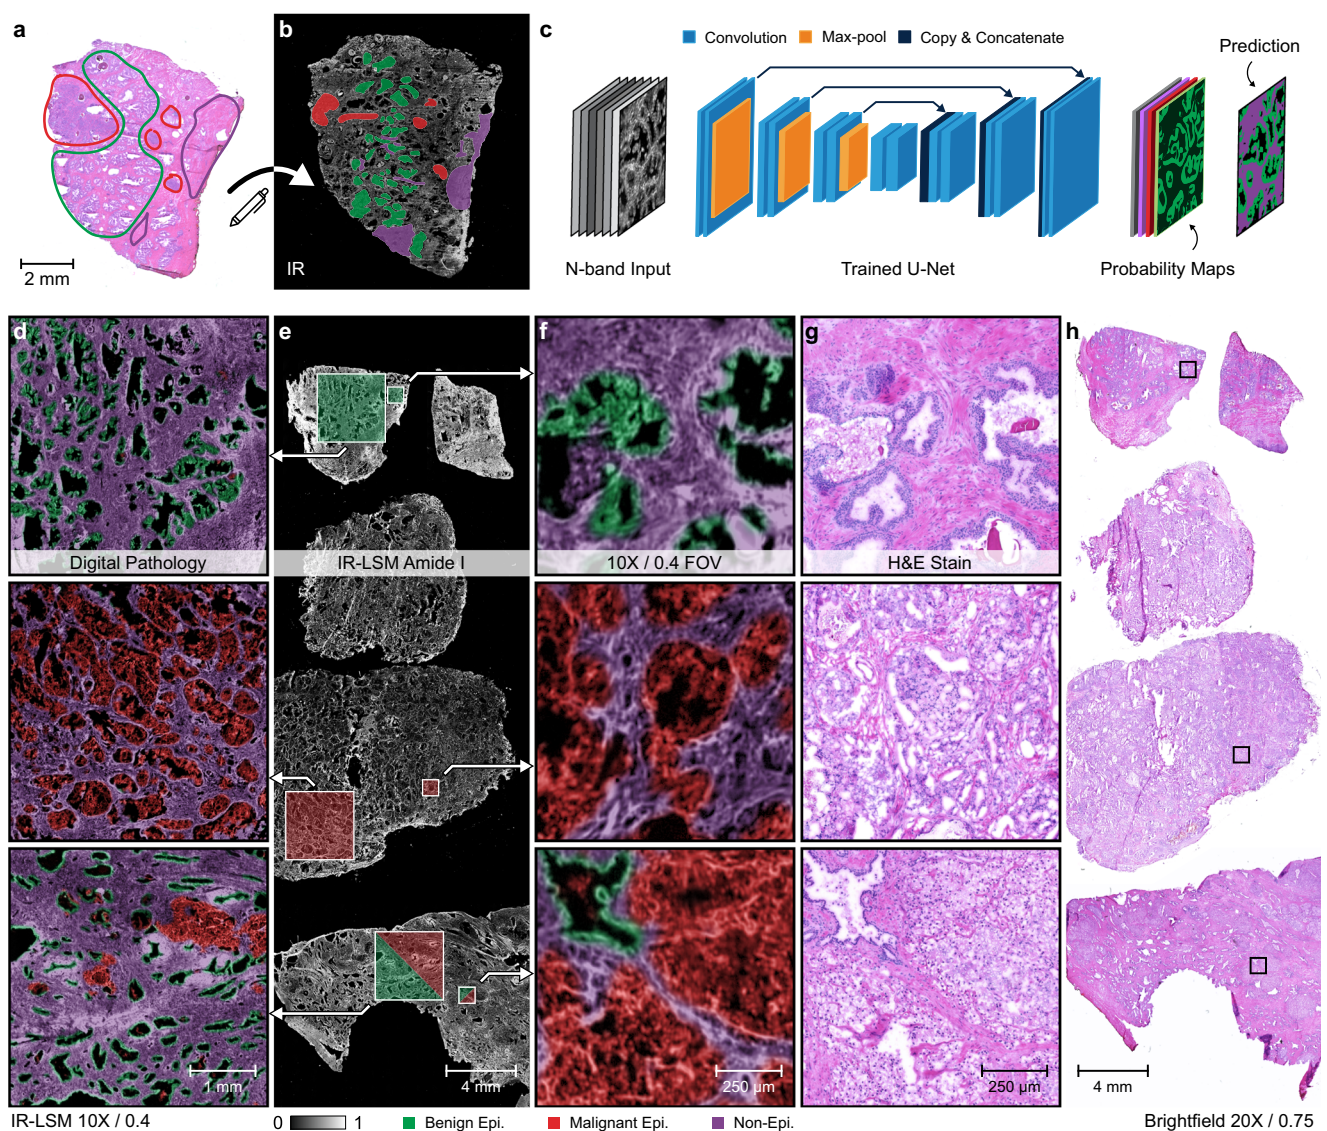 a
2 mm
b
IR
c
Convolution
Max-pool
Copy & Concatenate
Prediction
N-band Input
Trained U-Net
Probability Maps
d
Digital Pathology
e
IR-LSM Amide I
f
10X / 0.4 FOV
g
H&E Stain
h
1 mm
4 mm
250 µm
250 µm
4 mm
IR-LSM 10X / 0.4
0
1
Benign Epi.
Malignant Epi.
Non-Epi.
Brightfield 20X / 0.75